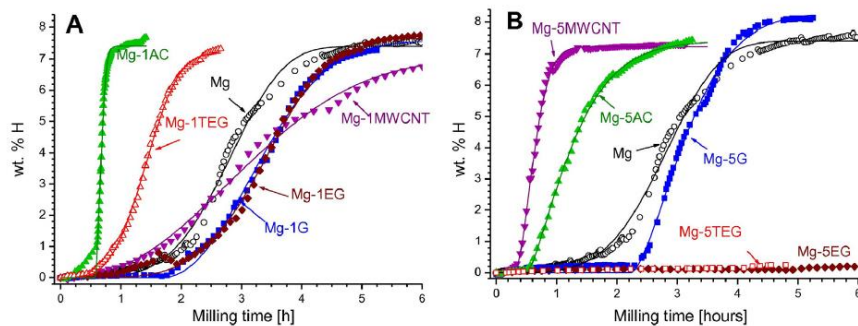 A
wt. % H
8
7
6
5
4
3
2
1
0
Mg-1AC
Mg-1TEG
Mg
Mg-1MWCNT
Mg-1EG
Mg-1G
0 1 2 3 4 5 6
Milling time [h]
B
wt. % H
8
7
6
5
4
3
2
1
0
Mg-5MWCNT
Mg-5AC
Mg
Mg-5G
Mg-5TEG
Mg-5EG
0 1 2 3 4 5 6
Milling time [hours]